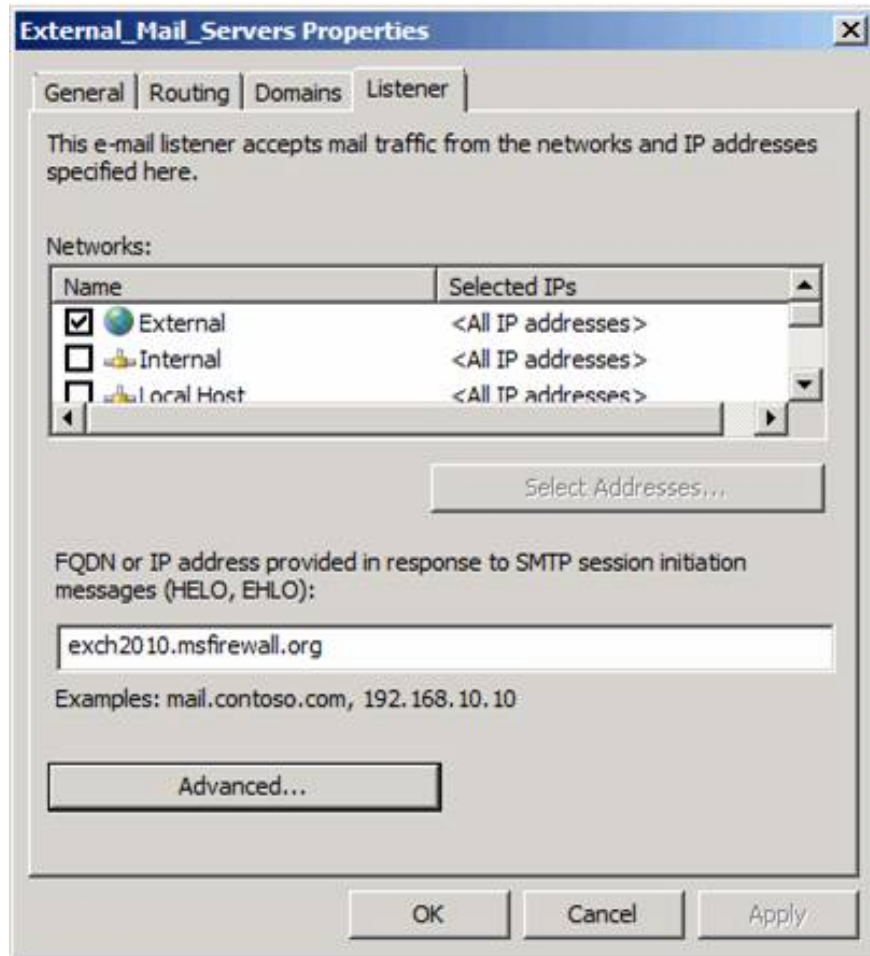 External_Mail_Servers Properties
General Routing Domains Listener
This e-mail listener accepts mail traffic from the networks and IP addresses
specified here.
Networks:
Name Selected IPs
External <All IP addresses>
Internal <All IP addresses>
Local Host <All IP addresses>
Select Addresses...
FQDN or IP address provided in response to SMTP session initiation
messages (HELO, EHLO):
exch2010.msfirewall.org
Examples: mail.contoso.com, 192.168.10.10
Advanced...
OK Cancel Apply